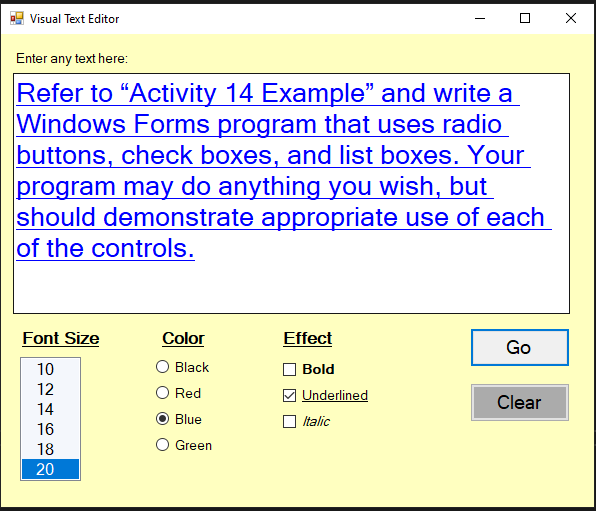 Visual Text Editor
Enter any text here:
Refer to “Activity 14 Example” and write a
Windows Forms program that uses radio
buttons, check boxes, and list boxes. Your
program may do anything you wish, but
should demonstrate appropriate use of each
of the controls.
Font Size
10
12
14
16
18
20
Color
Black
Red
Blue
Green
Effect
Bold
Underlined
Italic
Go
Clear